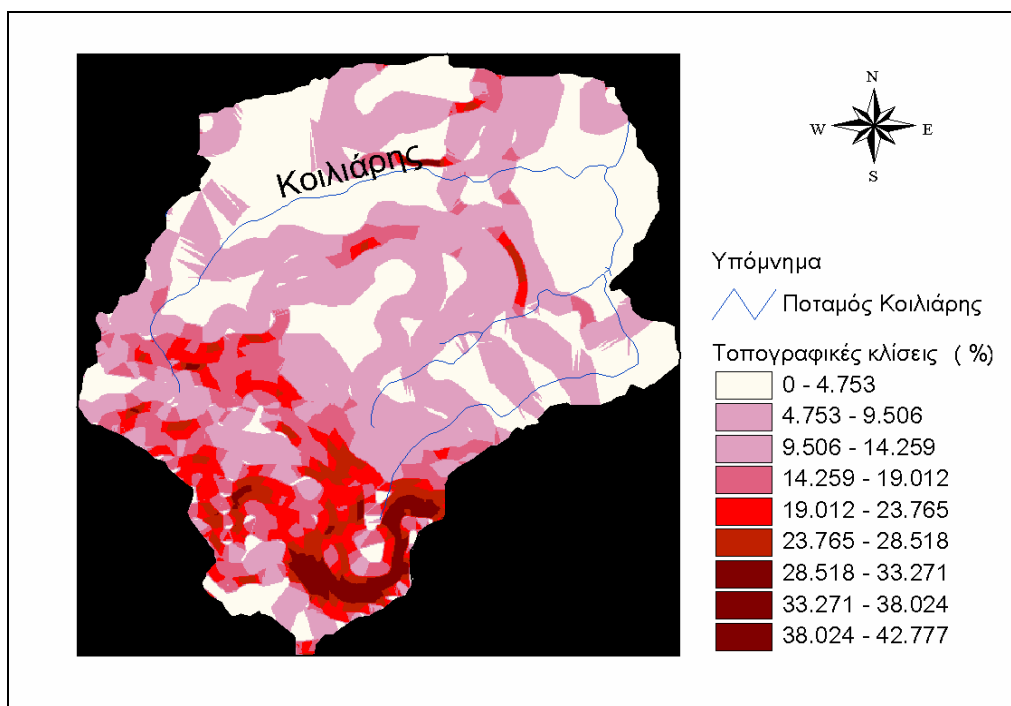 Κοιλιάρης
N
W E
S
Υπόμνημα
Ποταμός Κοιλιάρης
Τοπογραφικές κλίσεις ( %)
0 - 4.753
4.753 - 9.506
9.506 - 14.259
14.259 - 19.012
19.012 - 23.765
23.765 - 28.518
28.518 - 33.271
33.271 - 38.024
38.024 - 42.777